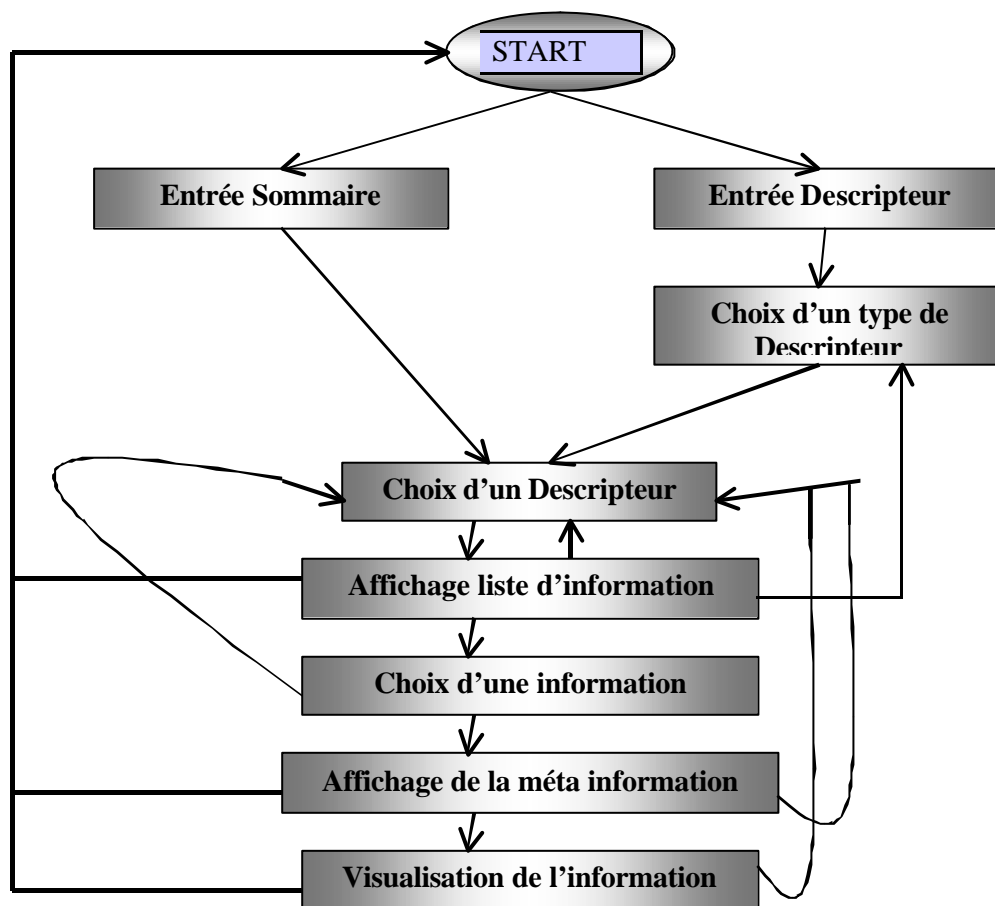 START
Entrée Sommaire
Entrée Descripteur
Choix d’un type de
Descripteur
Choix d’un Descripteur
Affichage liste d’information
Choix d’une information
Affichage de la méta information
Visualisation de l’information